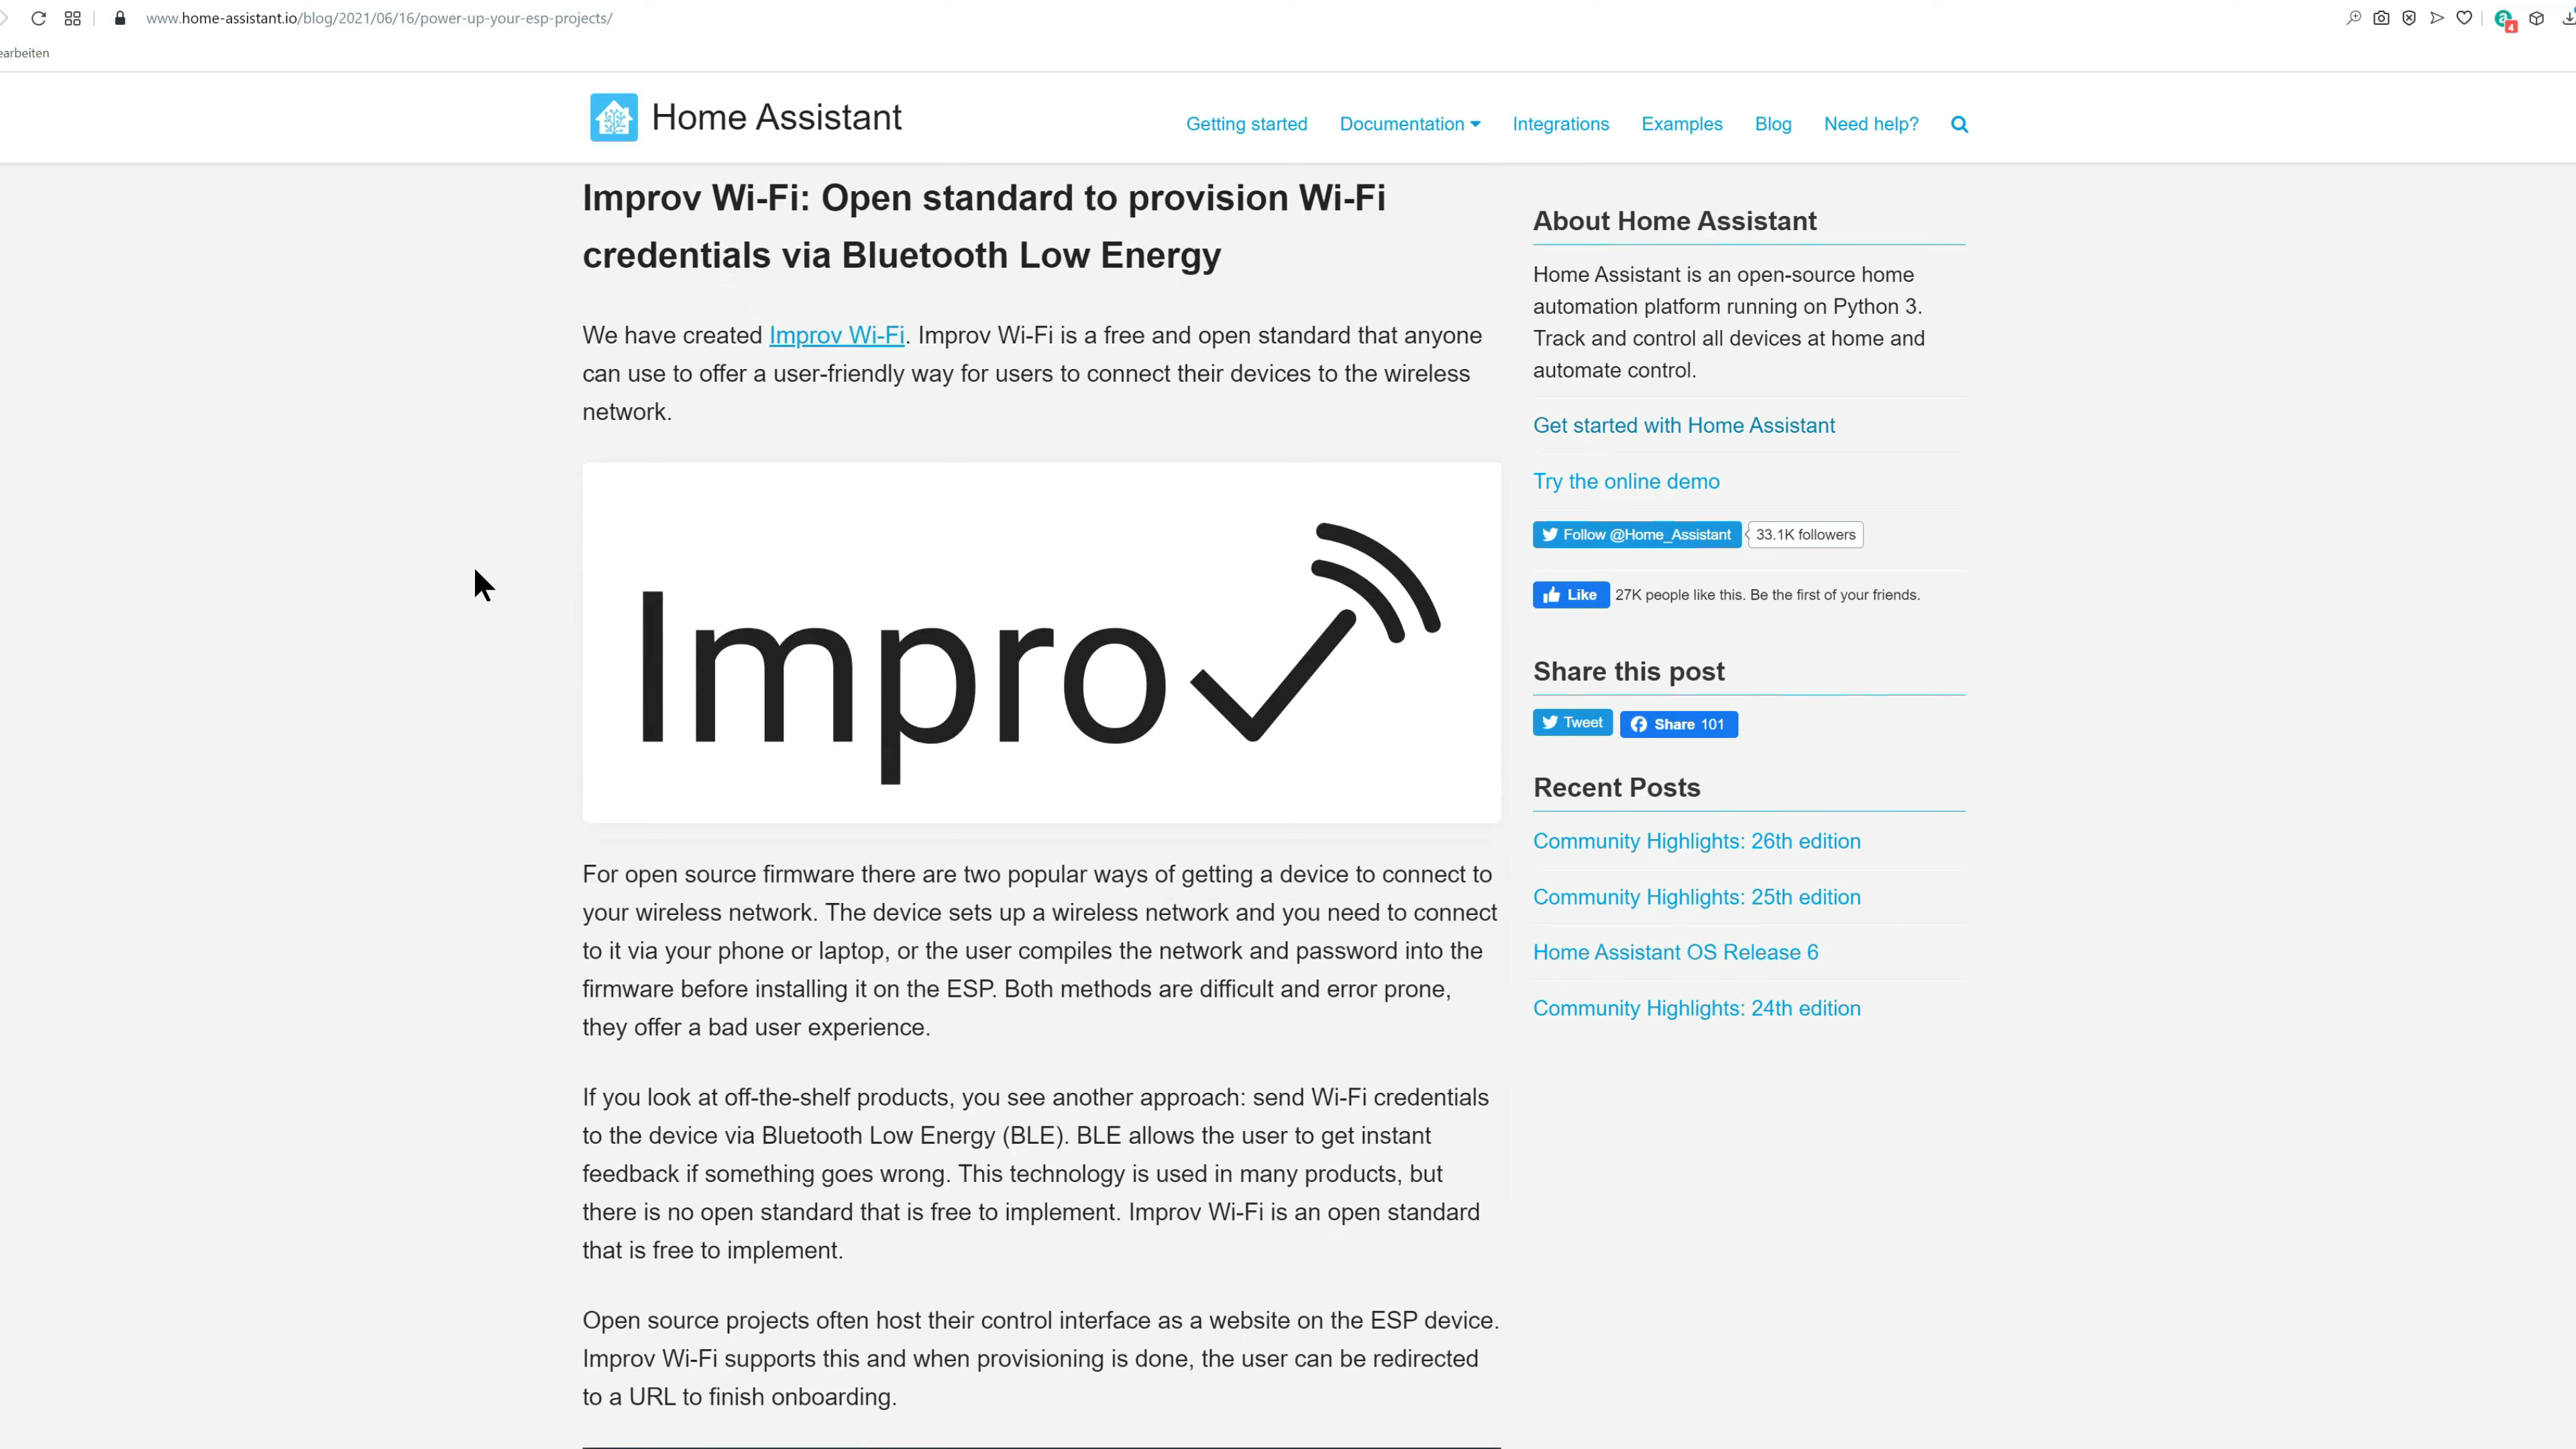 www.home-assistant.io/blog/2021/06/16/power-up-your-esp-projects/
4
earbeiten
Home Assistant
Getting started
Documentation
Integrations
Examples
Blog
Need help?
Improv Wi-Fi: Open standard to provision Wi-Fi
credentials via Bluetooth Low Energy
We have created Improv Wi-Fi. Improv Wi-Fi is a free and open standard that anyone
can use to offer a user-friendly way for users to connect their devices to the wireless
network.
Improv
For open source firmware there are two popular ways of getting a device to connect to
your wireless network. The device sets up a wireless network and you need to connect
to it via your phone or laptop, or the user compiles the network and password into the
firmware before installing it on the ESP. Both methods are difficult and error prone,
they offer a bad user experience.
If you look at off-the-shelf products, you see another approach: send Wi-Fi credentials
to the device via Bluetooth Low Energy (BLE). BLE allows the user to get instant
feedback if something goes wrong. This technology is used in many products, but
there is no open standard that is free to implement. Improv Wi-Fi is an open standard
that is free to implement.
Open source projects often host their control interface as a website on the ESP device.
Improv Wi-Fi supports this and when provisioning is done, the user can be redirected
to a URL to finish onboarding.
About Home Assistant
Home Assistant is an open-source home
automation platform running on Python 3.
Track and control all devices at home and
automate control.
Get started with Home Assistant
Try the online demo
Follow @Home_Assistant
33.1K followers
Like
27K people like this. Be the first of your friends.
Share this post
Tweet
Share 101
Recent Posts
Community Highlights: 26th edition
Community Highlights: 25th edition
Home Assistant OS Release 6
Community Highlights: 24th edition